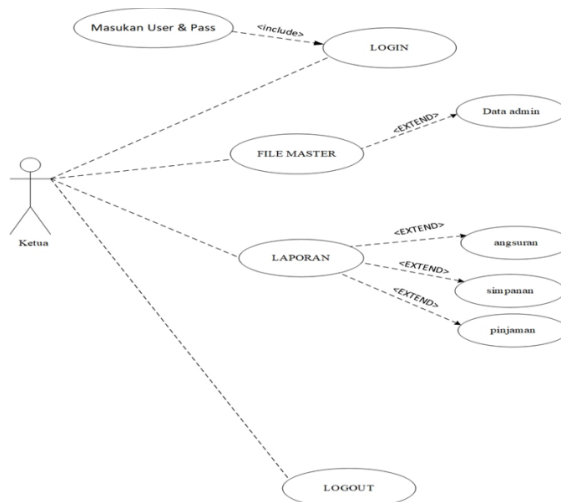 Masukan User & Pass
<include>
LOGIN
<EXTEND>
Data admin
FILE MASTER
Ketua
<EXTEND>
angsuran
LAPORAN
<EXTEND>
simpanan
<EXTEND>
pinjaman
LOGOUT